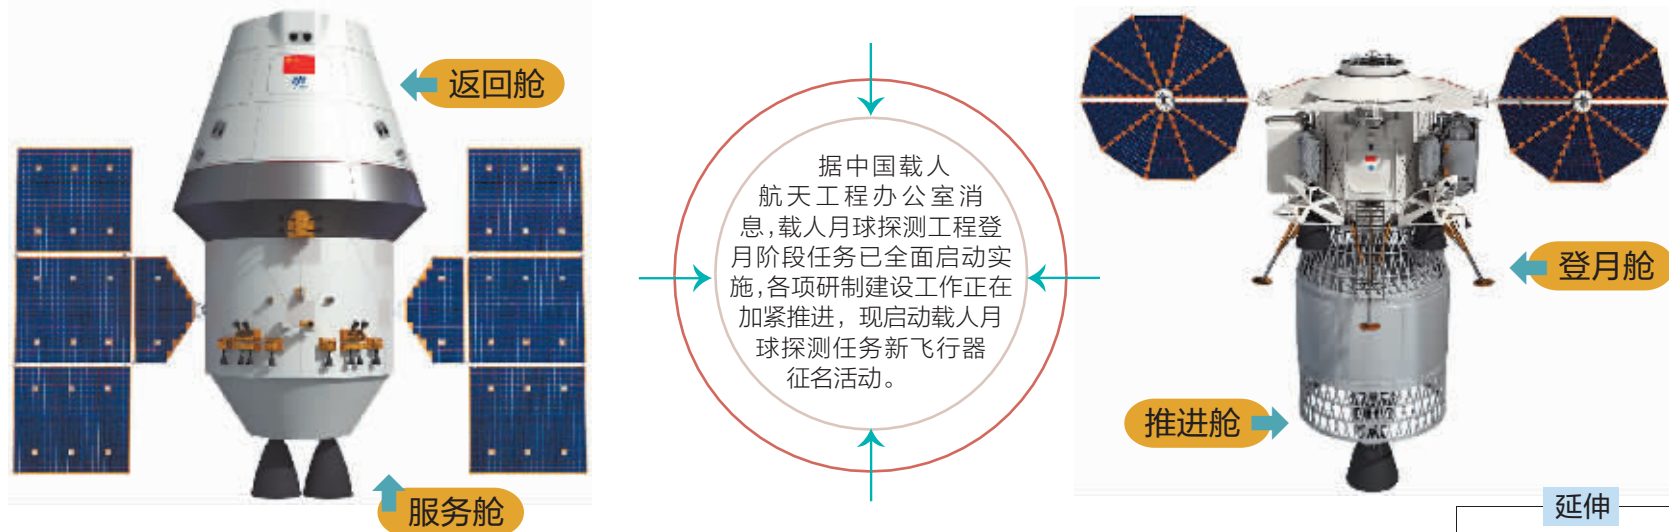 返回舱
服务舱
据中国载人
航天工程办公室消
息,载人月球探测工程登
月阶段任务已全面启动实
施,各项研制建设工作正在
加紧推进，现启动载人月
球探测任务新飞行器
征名活动。
登月舱
推进舱
延伸